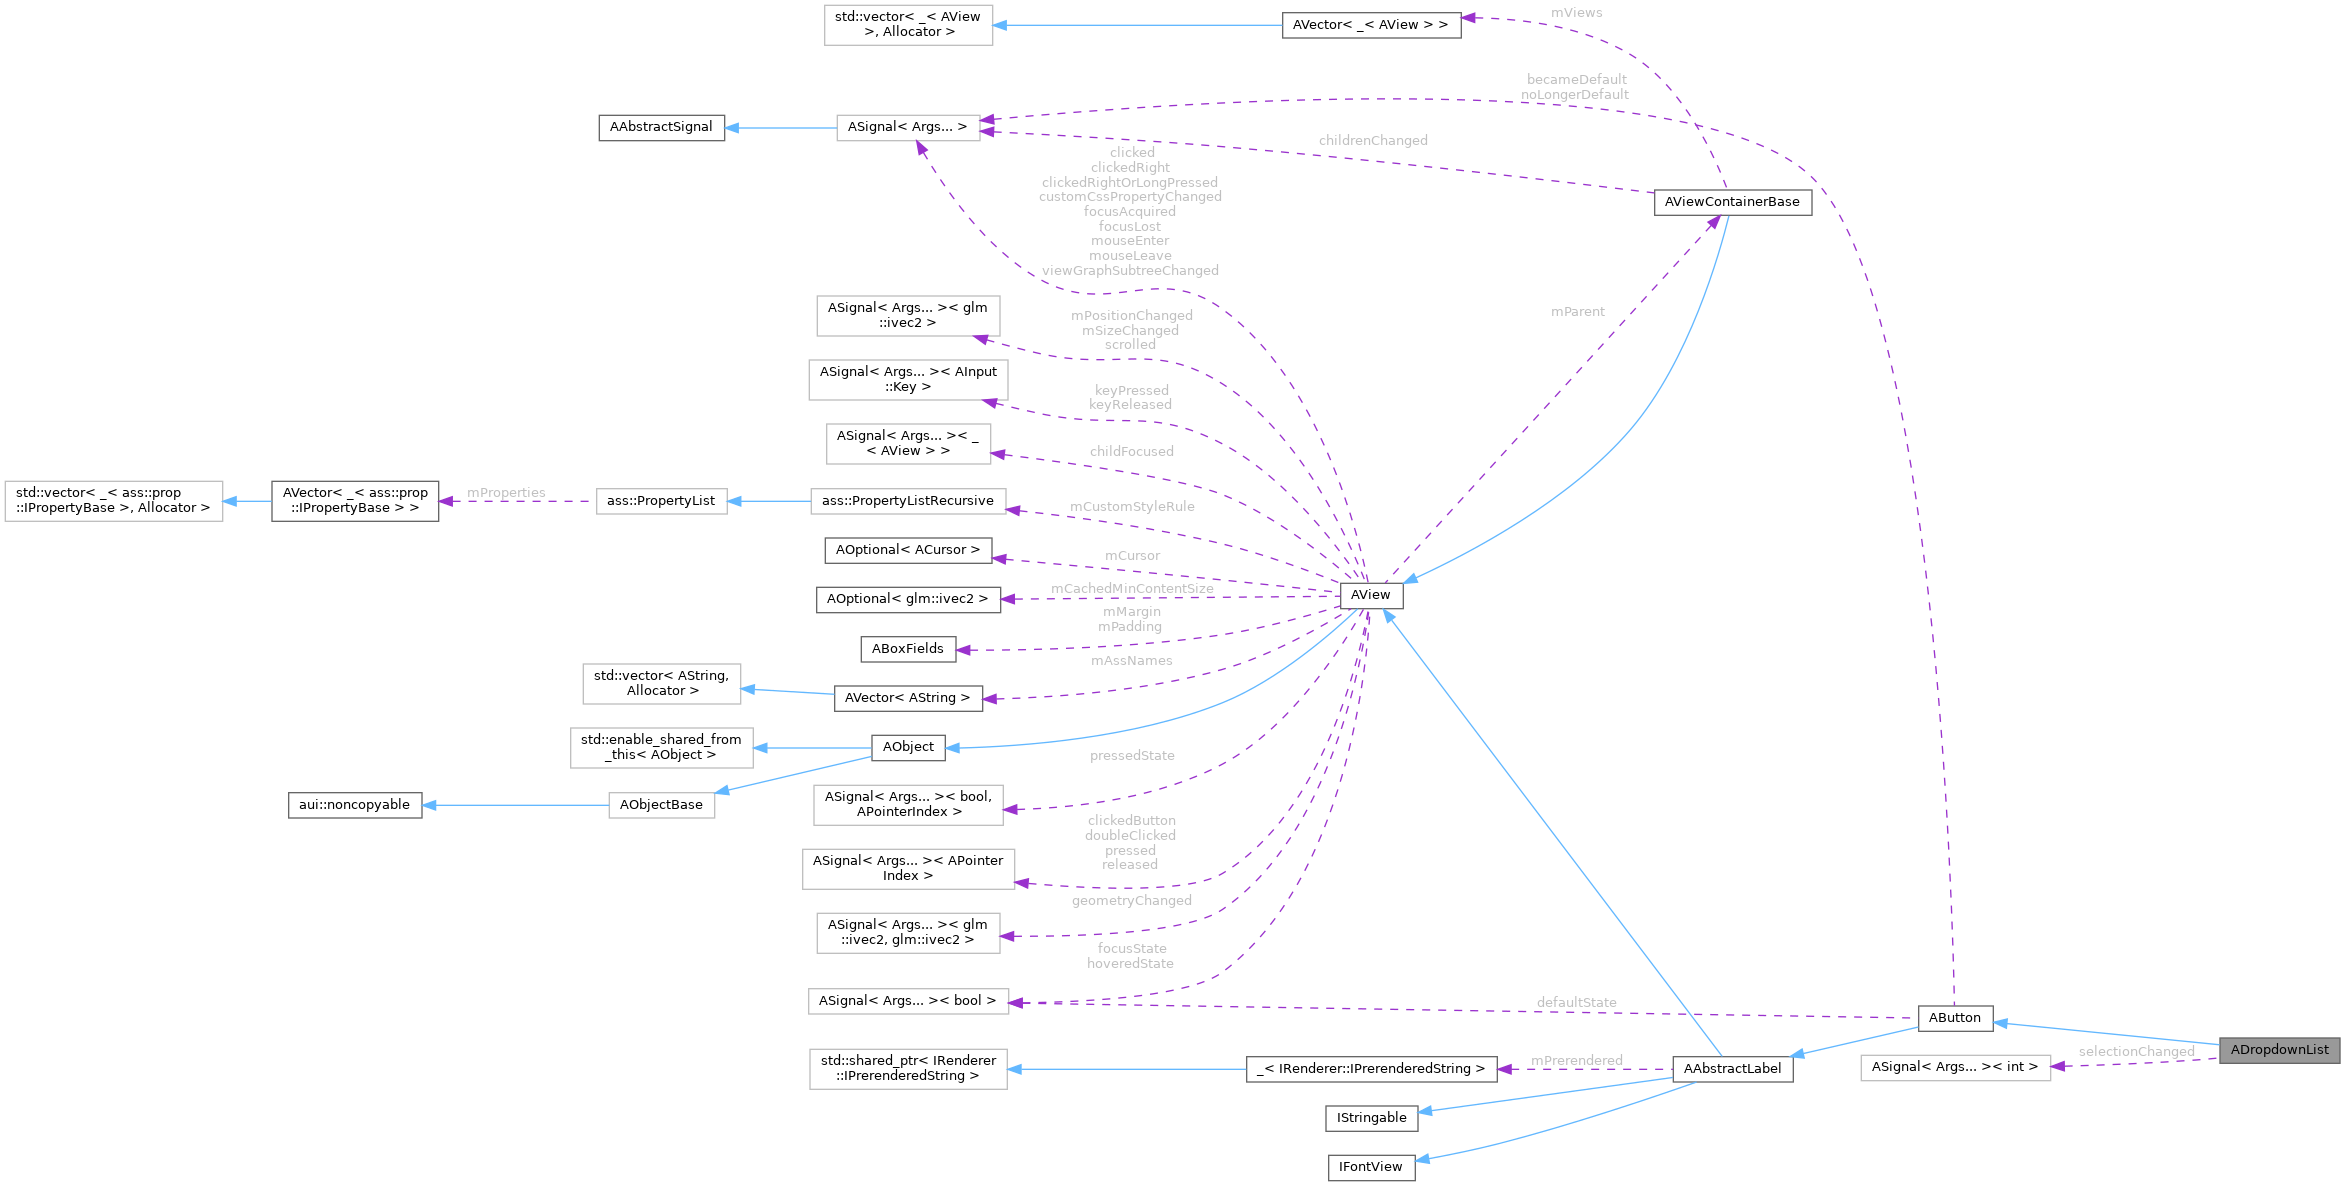 std::vector< _< AView
>, Allocator >
AVector< _< AView > >
mViews
becameDefault
noLongerDefault
AAbstractSignal
ASignal< Args... >
childrenChanged
clicked
clickedRight
clickedRightOrLongPressed
customCssPropertyChanged
focusAcquired
focusLost
mouseEnter
mouseLeave
viewGraphSubtreeChanged
AViewContainerBase
ASignal< Args... >< glm
::ivec2 >
mPositionChanged
mSizeChanged
scrolled
mParent
ASignal< Args... >< AInput
::Key >
keyPressed
keyReleased
ASignal< Args... >< _
< AView > >
childFocused
std::vector< _< ass::prop
::IPropertyBase >, Allocator >
AVector< _< ass::prop
::IPropertyBase > >
mProperties
ass::PropertyList
ass::PropertyListRecursive
mCustomStyleRule
AOptional< ACursor >
mCursor
AOptional< glm::ivec2 >
mCachedMinContentSize
AView
mMargin
mPadding
ABoxFields
mAssNames
std::vector< AString,
Allocator >
AVector< AString >
std::enable_shared_from
_this< AObject >
AObject
pressedState
aui::noncopyable
AObjectBase
ASignal< Args... >< bool,
APointerIndex >
clickedButton
doubleClicked
pressed
released
ASignal< Args... >< APointer
Index >
geometryChanged
ASignal< Args... >< glm
::ivec2, glm::ivec2 >
focusState
hoveredState
ASignal< Args... >< bool >
defaultState
AButton
ADropdownList
selectionChanged
ASignal< Args... >< int >
std::shared_ptr< IRenderer
::IPrerenderedString >
_< IRenderer::IPrerenderedString >
mPrerendered
AAbstractLabel
IStringable
IFontView